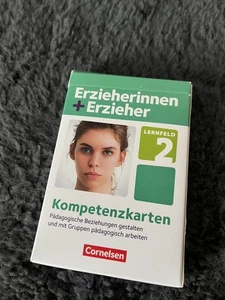 Erzieherinnen
+ Erzieher
LERNFELD
2
Kompetenzkarten
Pädagogische Beziehungen gestalten
und mit Gruppen pädagogisch arbeiten
Cornelsen